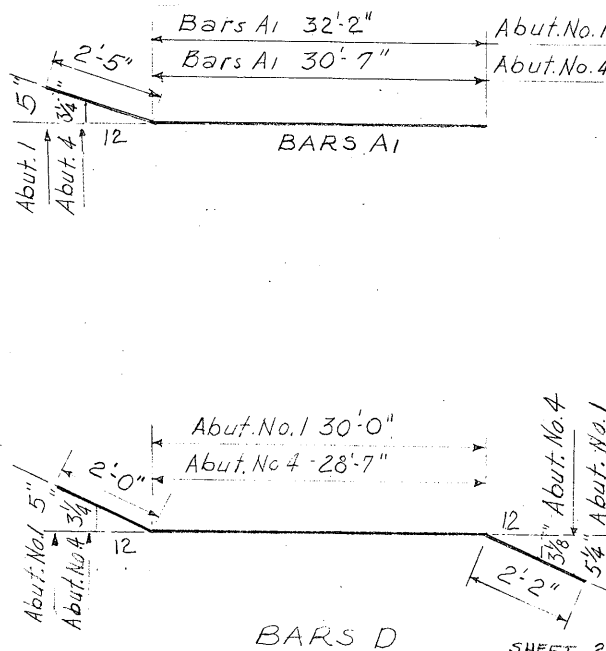 Bars A1 32'-2" Abut.No.1
Bars A1 30'-7" Abut.No.4
2'-5"
5" 3¼"
12
Abut. 1
Abut. 4
BARS A1
Abut.No.1 30'-0"
Abut.No 4 -28'-7"
2'-0"
Abut.No.1 5"
Abut.No.4 3¼
12
12
3⅛" Abut.No.4
5¼" Abut.No.1
2'-2"
BARS D
SHEET 2